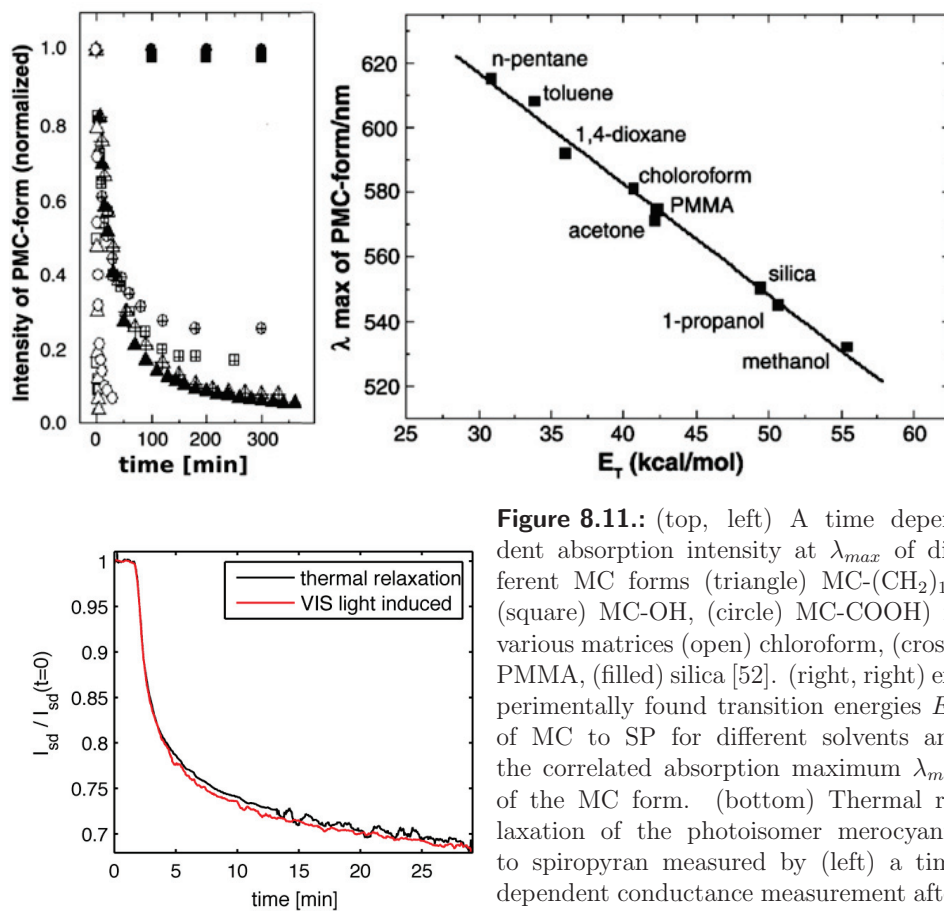 Intensity of PMC-form (normalized)
1.0
0.8
0.6
0.4
0.2
0.0
0
100
200
300
time [min]
λ max of PMC-form/nm
620
600
580
560
540
520
n-pentane
toluene
1,4-dioxane
choloroform
PMMA
acetone
silica
1-propanol
methanol
25
30
35
40
45
50
55
60
E_T (kcal/mol)
I_sd / I_sd(t=0)
1
0.95
0.9
0.85
0.8
0.75
0.7
thermal relaxation
VIS light induced
0
5
10
15
20
25
time [min]
Figure 8.11.: (top, left) A time depen
dent absorption intensity at λ_max of di
ferent MC forms (triangle) MC-(CH₂)₁
(square) MC-OH, (circle) MC-COOH)
various matrices (open) chloroform, (cros
PMMA, (filled) silica [52]. (right, right) e
perimentally found transition energies E
of MC to SP for different solvents an
the correlated absorption maximum λ_m
of the MC form. (bottom) Thermal r
laxation of the photoisomer merocyan
to spiropyran measured by (left) a tim
dependent conductance measurement afte